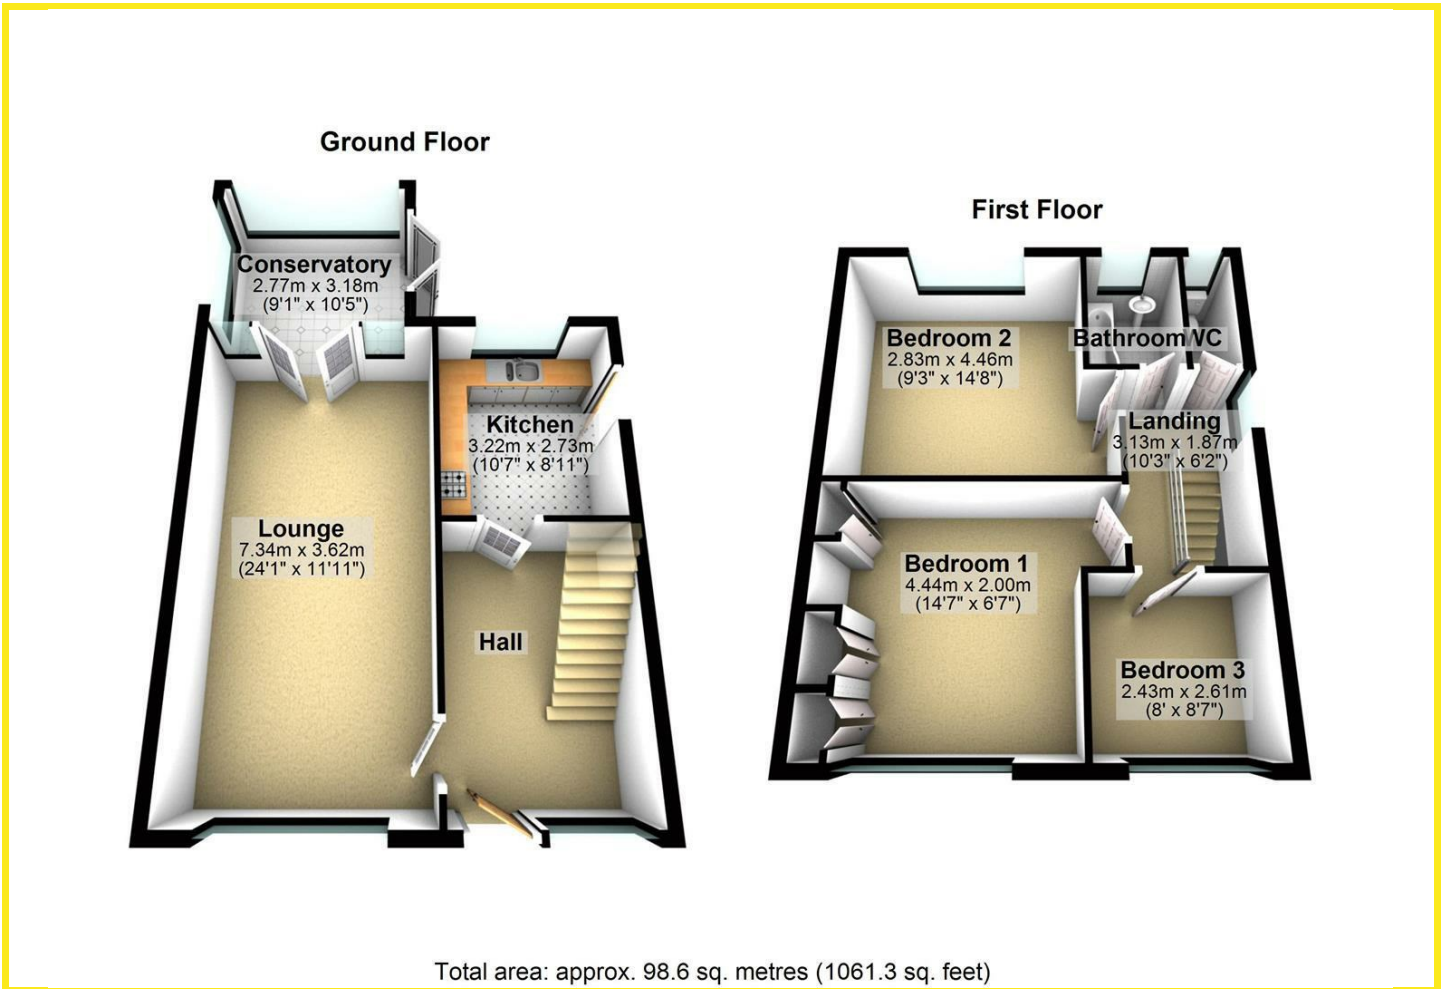 Ground Floor
Conservatory
2.77m x 3.18m
(9'1" x 10'5")
Kitchen
3.22m x 2.73m
(10'7" x 8'11")
Lounge
7.34m x 3.62m
(24'1" x 11'11")
Hall
First Floor
Bedroom 2
2.83m x 4.46m
(9'3" x 14'8")
Bathroom
WC
Landing
3.13m x 1.87m
(10'3" x 6'2")
Bedroom 1
4.44m x 2.00m
(14'7" x 6'7")
Bedroom 3
2.43m x 2.61m
(8' x 8'7")
Total area: approx. 98.6 sq. metres (1061.3 sq. feet)